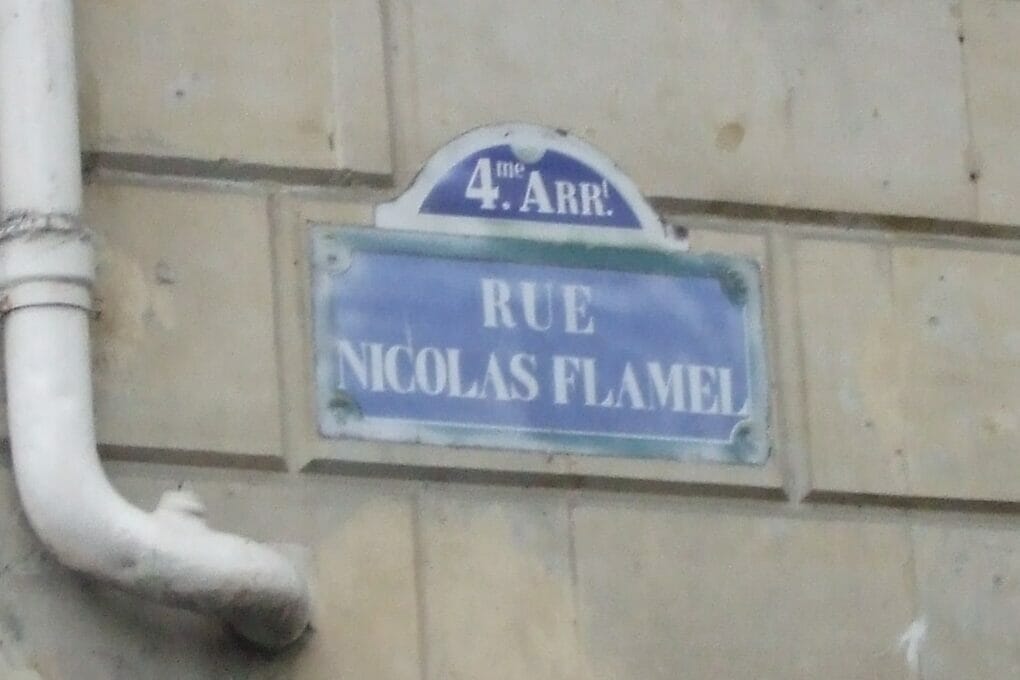 4me. ARRt.
RUE
NICOLAS FLAMEL